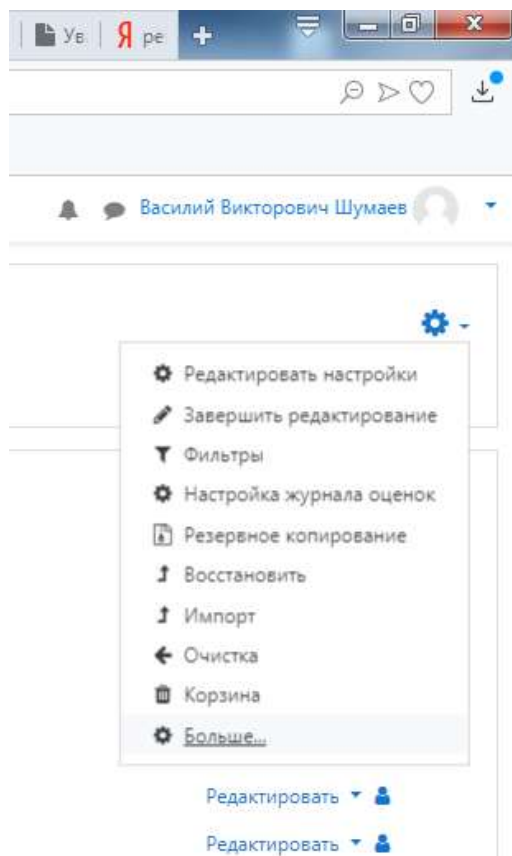 Ув Я ре
Василий Викторович Шумаев
Редактировать настройки
Завершить редактирование
Фильтры
Настройка журнала оценок
Резервное копирование
Восстановить
Импорт
Очистка
Корзина
Больше...
Редактировать
Редактировать